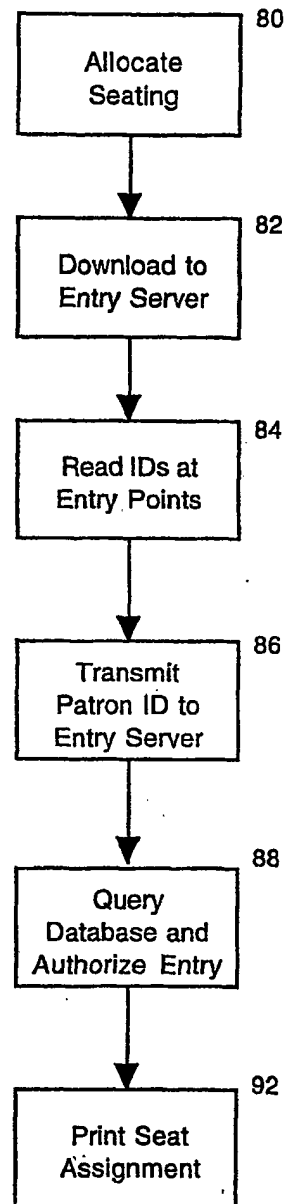 80
Allocate
Seating
82
Download to
Entry Server
84
Read IDs at
Entry Points
86
Transmit
Patron ID to
Entry Server
88
Query
Database and
Authorize Entry
92
Print Seat
Assignment